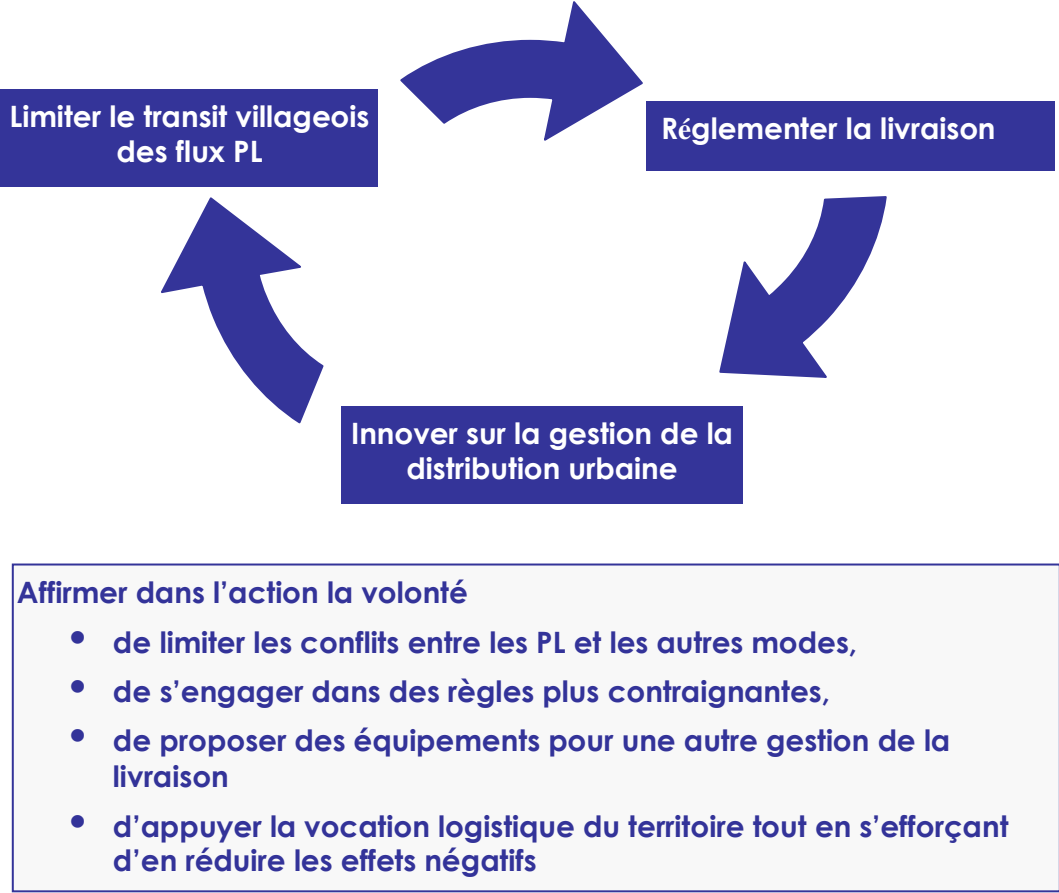 Limiter le transit villageois
des flux PL
Réglementer la livraison
Innover sur la gestion de la
distribution urbaine
Affirmer dans l’action la volonté
• de limiter les conflits entre les PL et les autres modes,
• de s’engager dans des règles plus contraignantes,
• de proposer des équipements pour une autre gestion de la
livraison
• d’appuyer la vocation logistique du territoire tout en s’efforçant
d’en réduire les effets négatifs